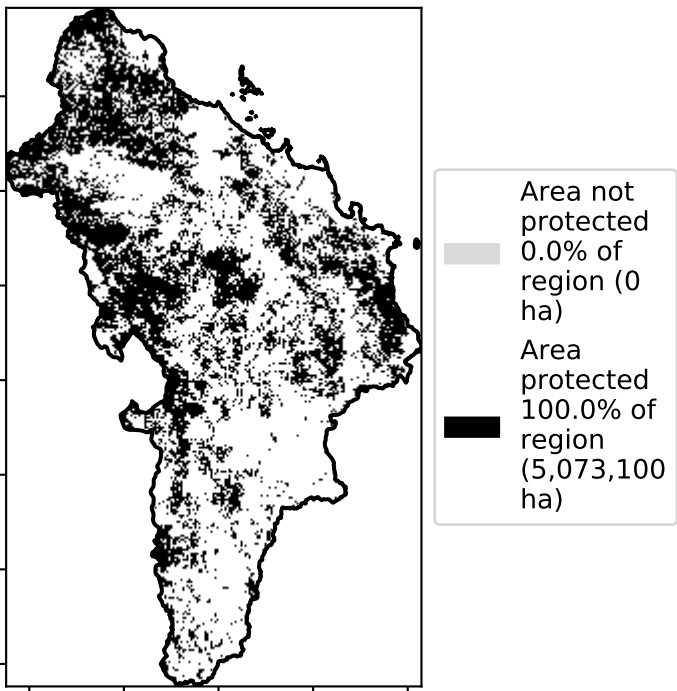 Area not
protected
0.0% of
region (0
ha)
Area
protected
100.0% of
region
(5,073,100
ha)